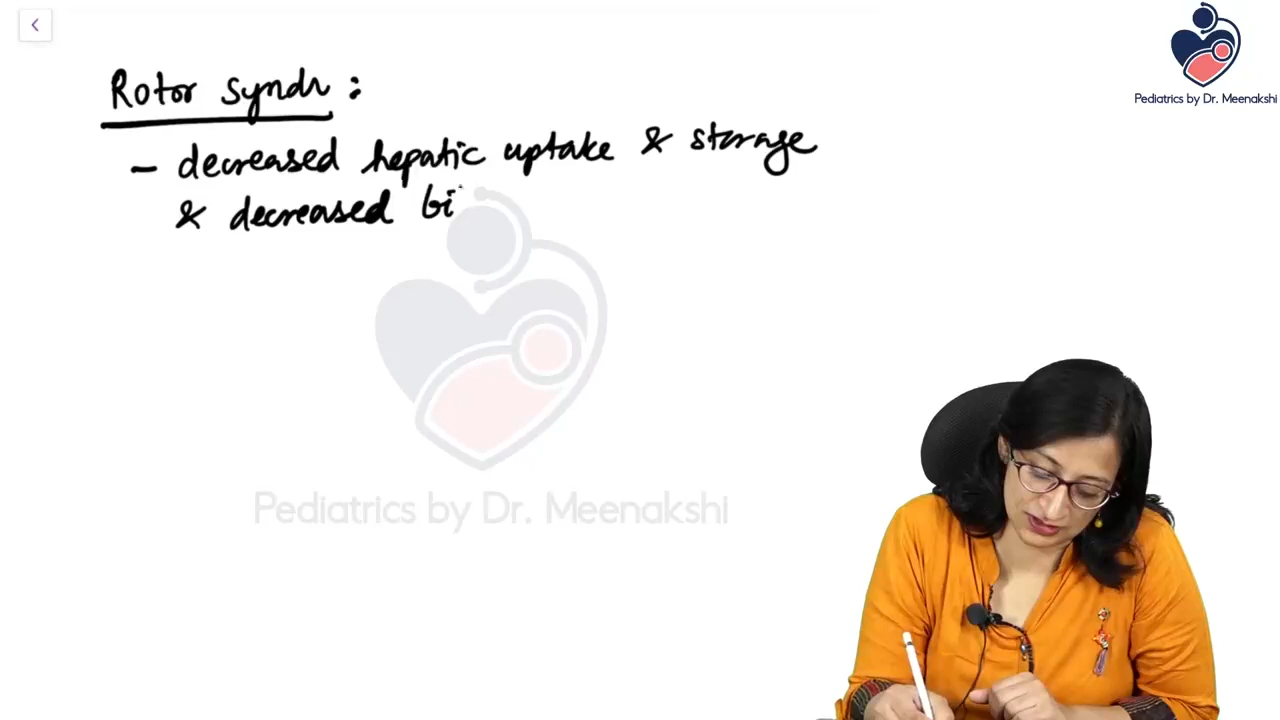 Rotor Syndr :
- decreased hepatic uptake & storage
& decreased bi
Pediatrics by Dr. Meenakshi
Pediatrics by Dr. Meenakshi